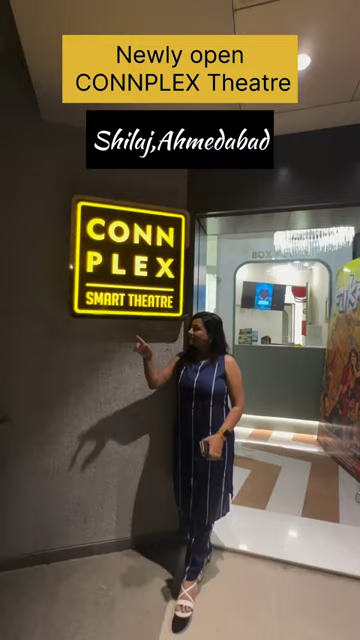 Newly open
CONNPLEX Theatre
Shilaj,Ahmedabad
CONN
PLEX
SMART THEATRE